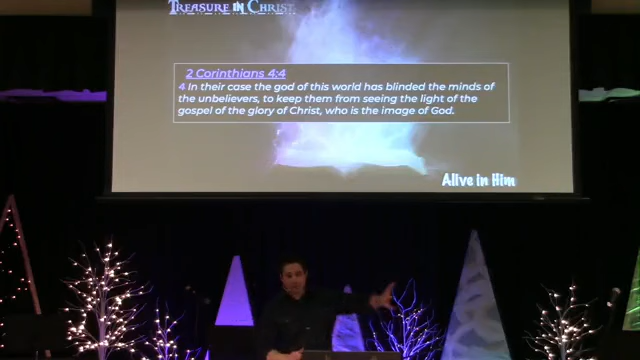 TREASURE IN CHRIST
2 Corinthians 4:4
4 In their case the god of this world has blinded the minds of
the unbelievers, to keep them from seeing the light of the
gospel of the glory of Christ, who is the image of God.
Alive in Him